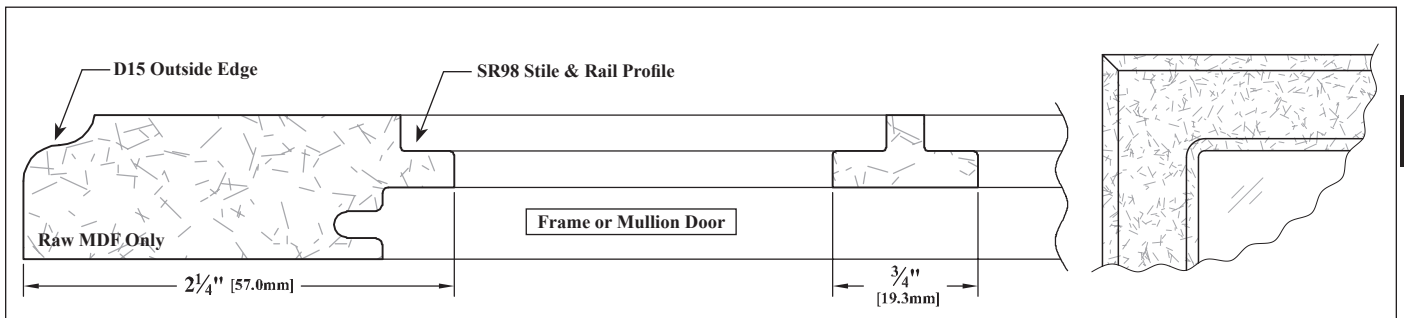 D15 Outside Edge
SR98 Stile & Rail Profile
Raw MDF Only
Frame or Mullion Door
2¼" [57.0mm]
¾"
[19.3mm]